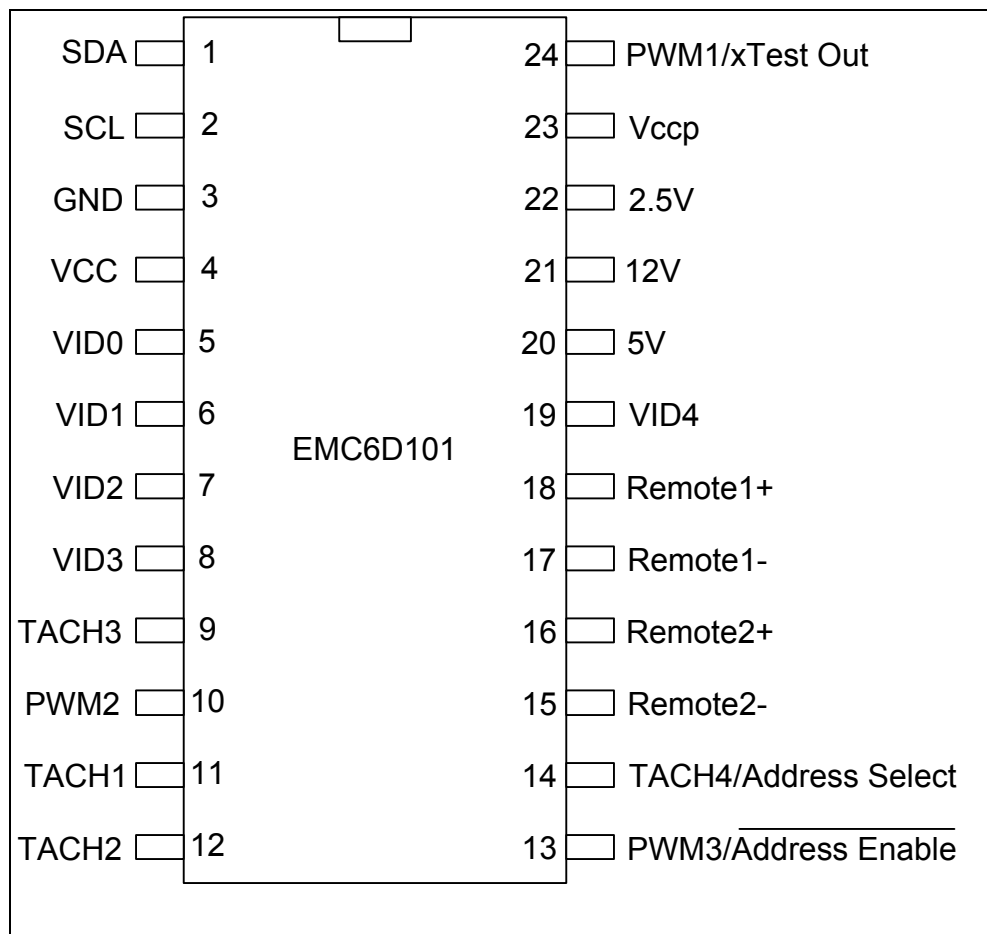 SDA 1 24 PWM1/xTest Out
SCL 2 23 Vccp
GND 3 22 2.5V
VCC 4 21 12V
VID0 5 20 5V
VID1 6 19 VID4
EMC6D101
VID2 7 18 Remote1+
VID3 8 17 Remote1-
TACH3 9 16 Remote2+
PWM2 10 15 Remote2-
TACH1 11 14 TACH4/Address Select
TACH2 12 13 PWM3/Address Enable